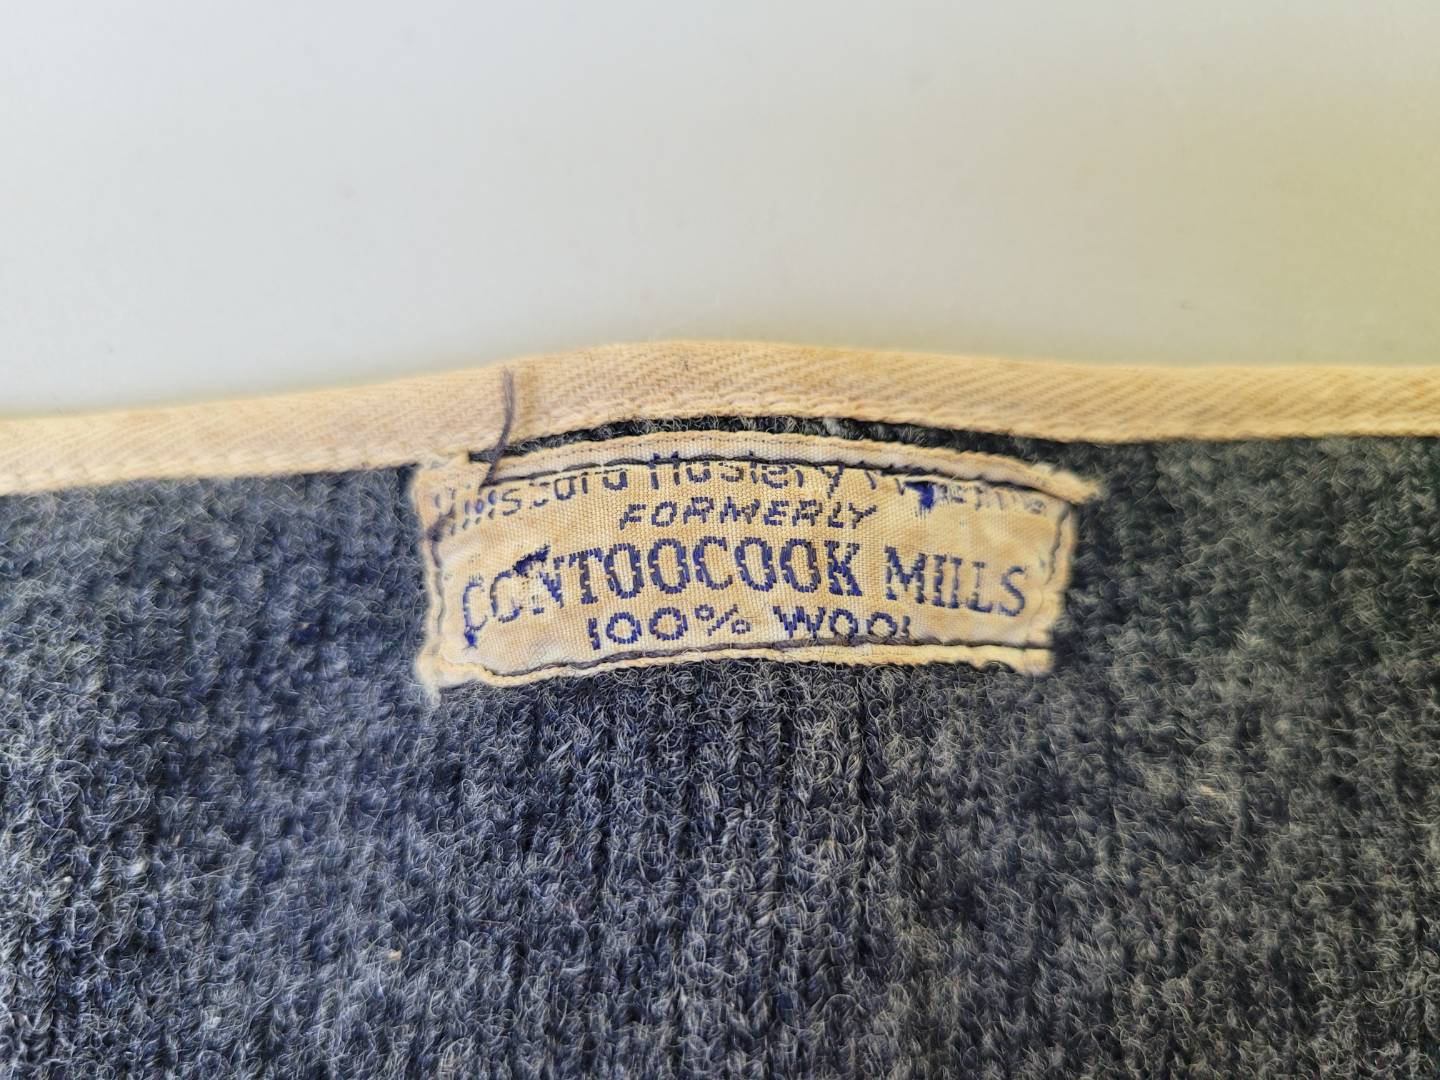 Hosiery
FORMERLY
CONTOOCOOK MILLS
100% WOOL